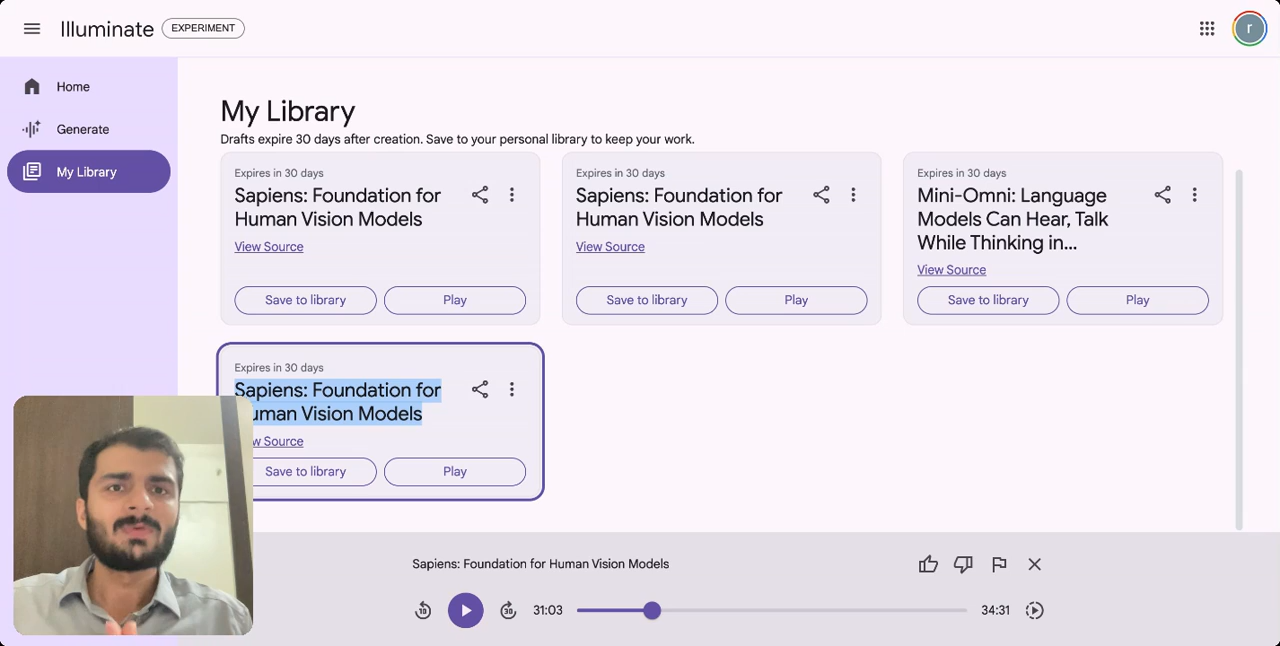 Illuminate EXPERIMENT
r
Home
Generate
My Library
My Library
Drafts expire 30 days after creation. Save to your personal library to keep your work.
Expires in 30 days
Sapiens: Foundation for
Human Vision Models
View Source
Save to library Play
Expires in 30 days
Sapiens: Foundation for
Human Vision Models
View Source
Save to library Play
Expires in 30 days
Mini-Omni: Language
Models Can Hear, Talk
While Thinking in...
View Source
Save to library Play
Expires in 30 days
Sapiens: Foundation for
uman Vision Models
w Source
Save to library Play
Sapiens: Foundation for Human Vision Models
10 30 31:03 34:31